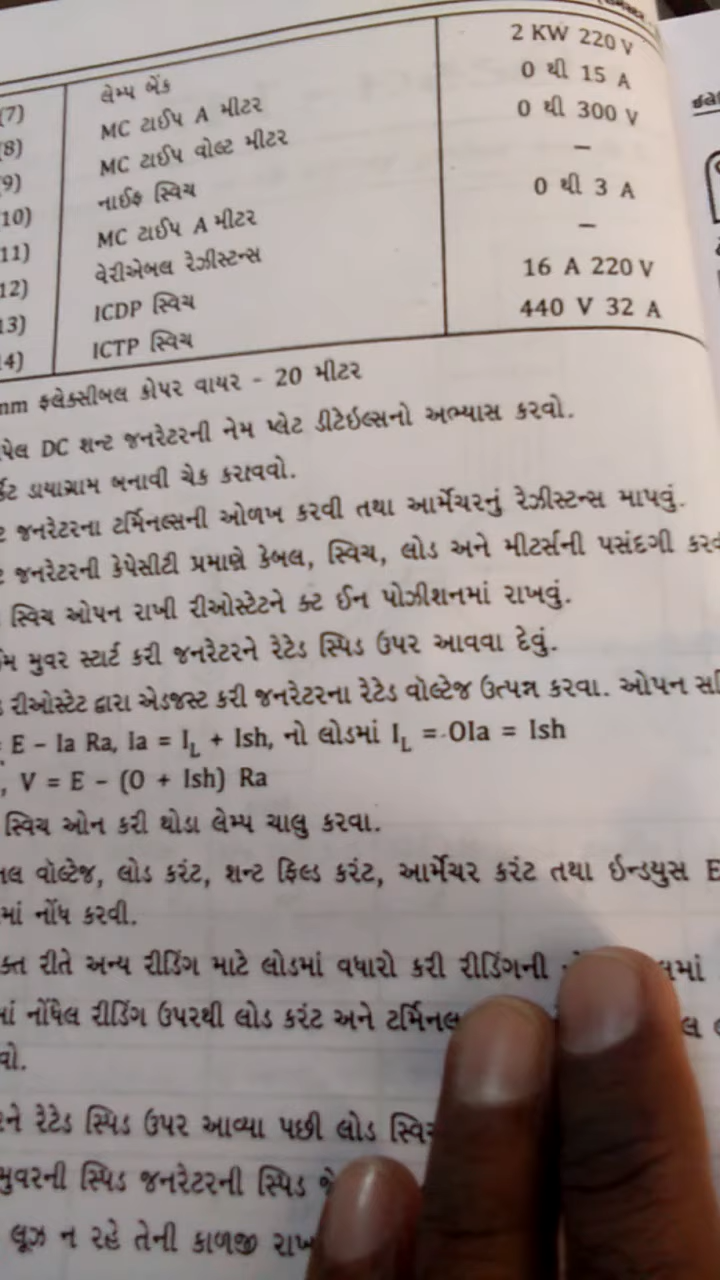 (7) લેમ્પ બેંક 2 KW 220 V
(8) MC ટાઈપ A મીટર 0 થી 15 A
(9) MC ટાઈપ વોલ્ટ મીટર 0 થી 300 V
(10) નાઈફ સ્વિચ –
(11) MC ટાઈપ A મીટર 0 થી 3 A
(12) વેરીએબલ રેઝીસ્ટન્સ –
(13) ICDP સ્વિચ 16 A 220 V
(14) ICTP સ્વિચ 440 V 32 A
mm ફલેક્સીબલ કોપર વાયર - 20 મીટર
DC શન્ટ જનરેટરની નેમ પ્લેટ ડીટેઈલ્સનો અભ્યાસ કરવો.
ડાયાગ્રામ બનાવી ચેક કરાવવો.
જનરેટરના ટર્મિનલ્સની ઓળખ કરવી તથા આર્મેચરનું રેઝીસ્ટન્સ માપવું.
જનરેટરની કેપેસીટી પ્રમાણે કેબલ, સ્વિચ, લોડ અને મીટર્સની પસંદગી
સ્વિચ ઓપન રાખી રીઓસ્ટેટને કટ ઈન પોઝીશનમાં રાખવું.
મુવર સ્ટાર્ટ કરી જનરેટરને રેટેડ સ્પિડ ઉપર આવવા દેવું.
રીઓસ્ટેટ દ્વારા એડજસ્ટ કરી જનરેટરના રેટેડ વોલ્ટેજ ઉત્પન્ન કરવા. ઓપન
E – Ia Ra, Ia = I_L + Ish, નો લોડમાં I_L = OIa = Ish
, V = E – (O + Ish) Ra
સ્વિચ ઓન કરી થોડા લેમ્પ ચાલુ કરવા.
વોલ્ટેજ, લોડ કરંટ, શન્ટ ફિલ્ડ કરંટ, આર્મેચર કરંટ તથા ઈન્ડયુસ E
માં નોંધ કરવી.
રીતે અન્ય રીડિંગ માટે લોડમાં વધારો કરી રીડિંગની
નોંધેલ રીડિંગ ઉપરથી લોડ કરંટ અને ટર્મિનલ
રેટેડ સ્પિડ ઉપર આવ્યા પછી લોડ
મુવરની સ્પિડ જનરેટરની સ્પિડ
લૂઝ ન રહે તેની કાળજી